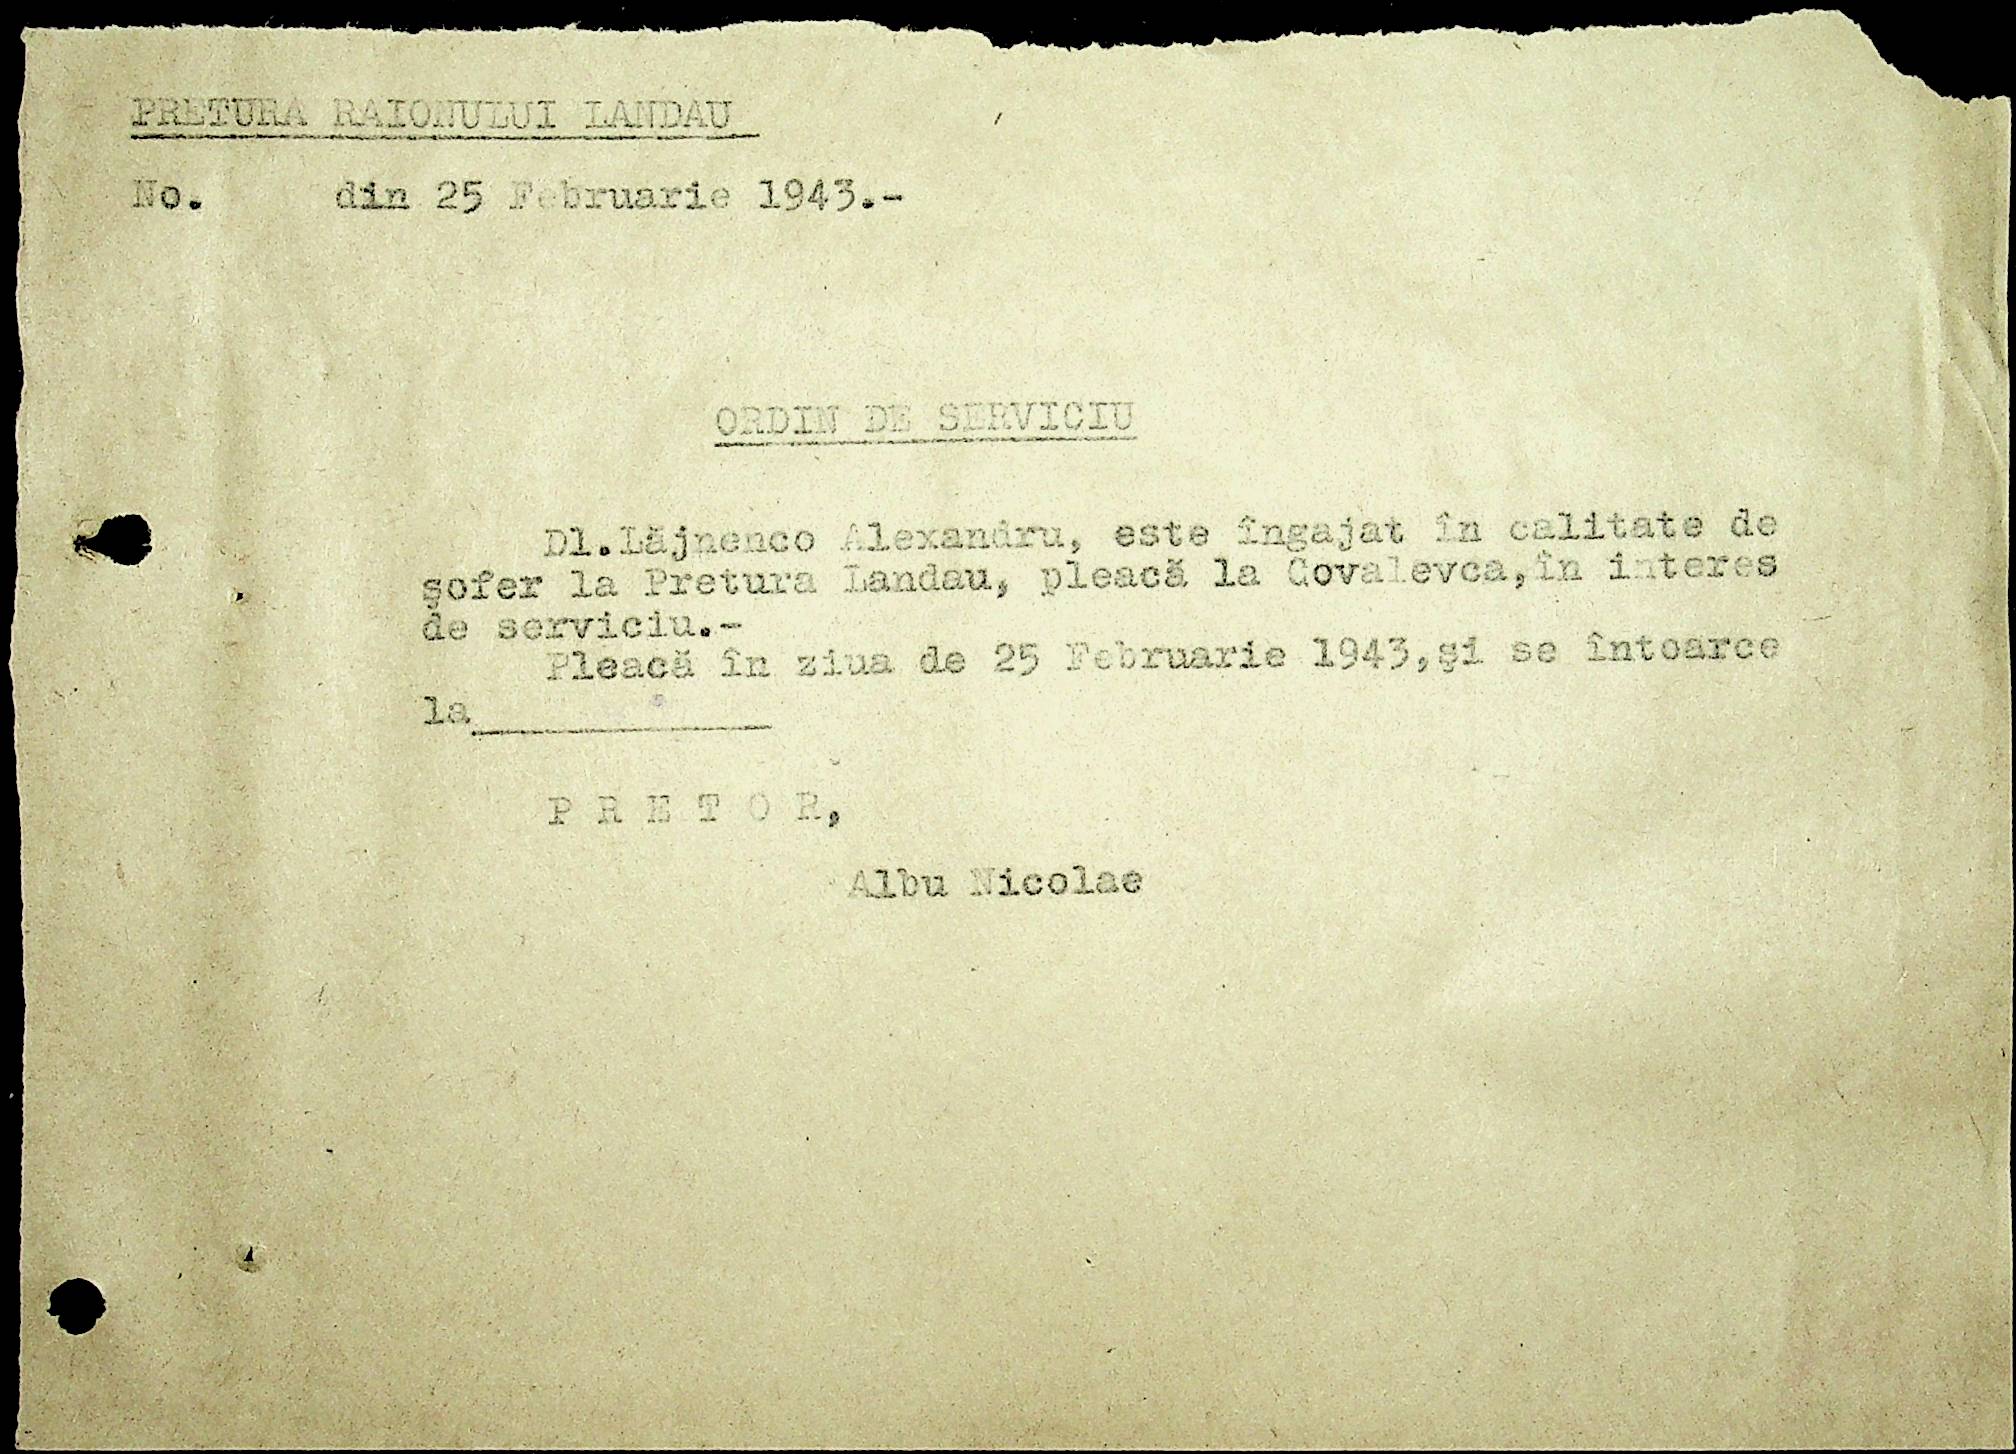 PRETURA RAIONULUI LANDAU
No. din 25 Februarie 1943.-
ORDIN DE SERVICIU
Dl.Lăjnenco Alexandru, este îngajat în calitate de
şofer la Pretura Landau, pleacă la Covalevca,în interes
de serviciu.-
Pleacă în ziua de 25 Februarie 1943,şi se întoarce
la____________
P R E T O R,
Albu Nicolae